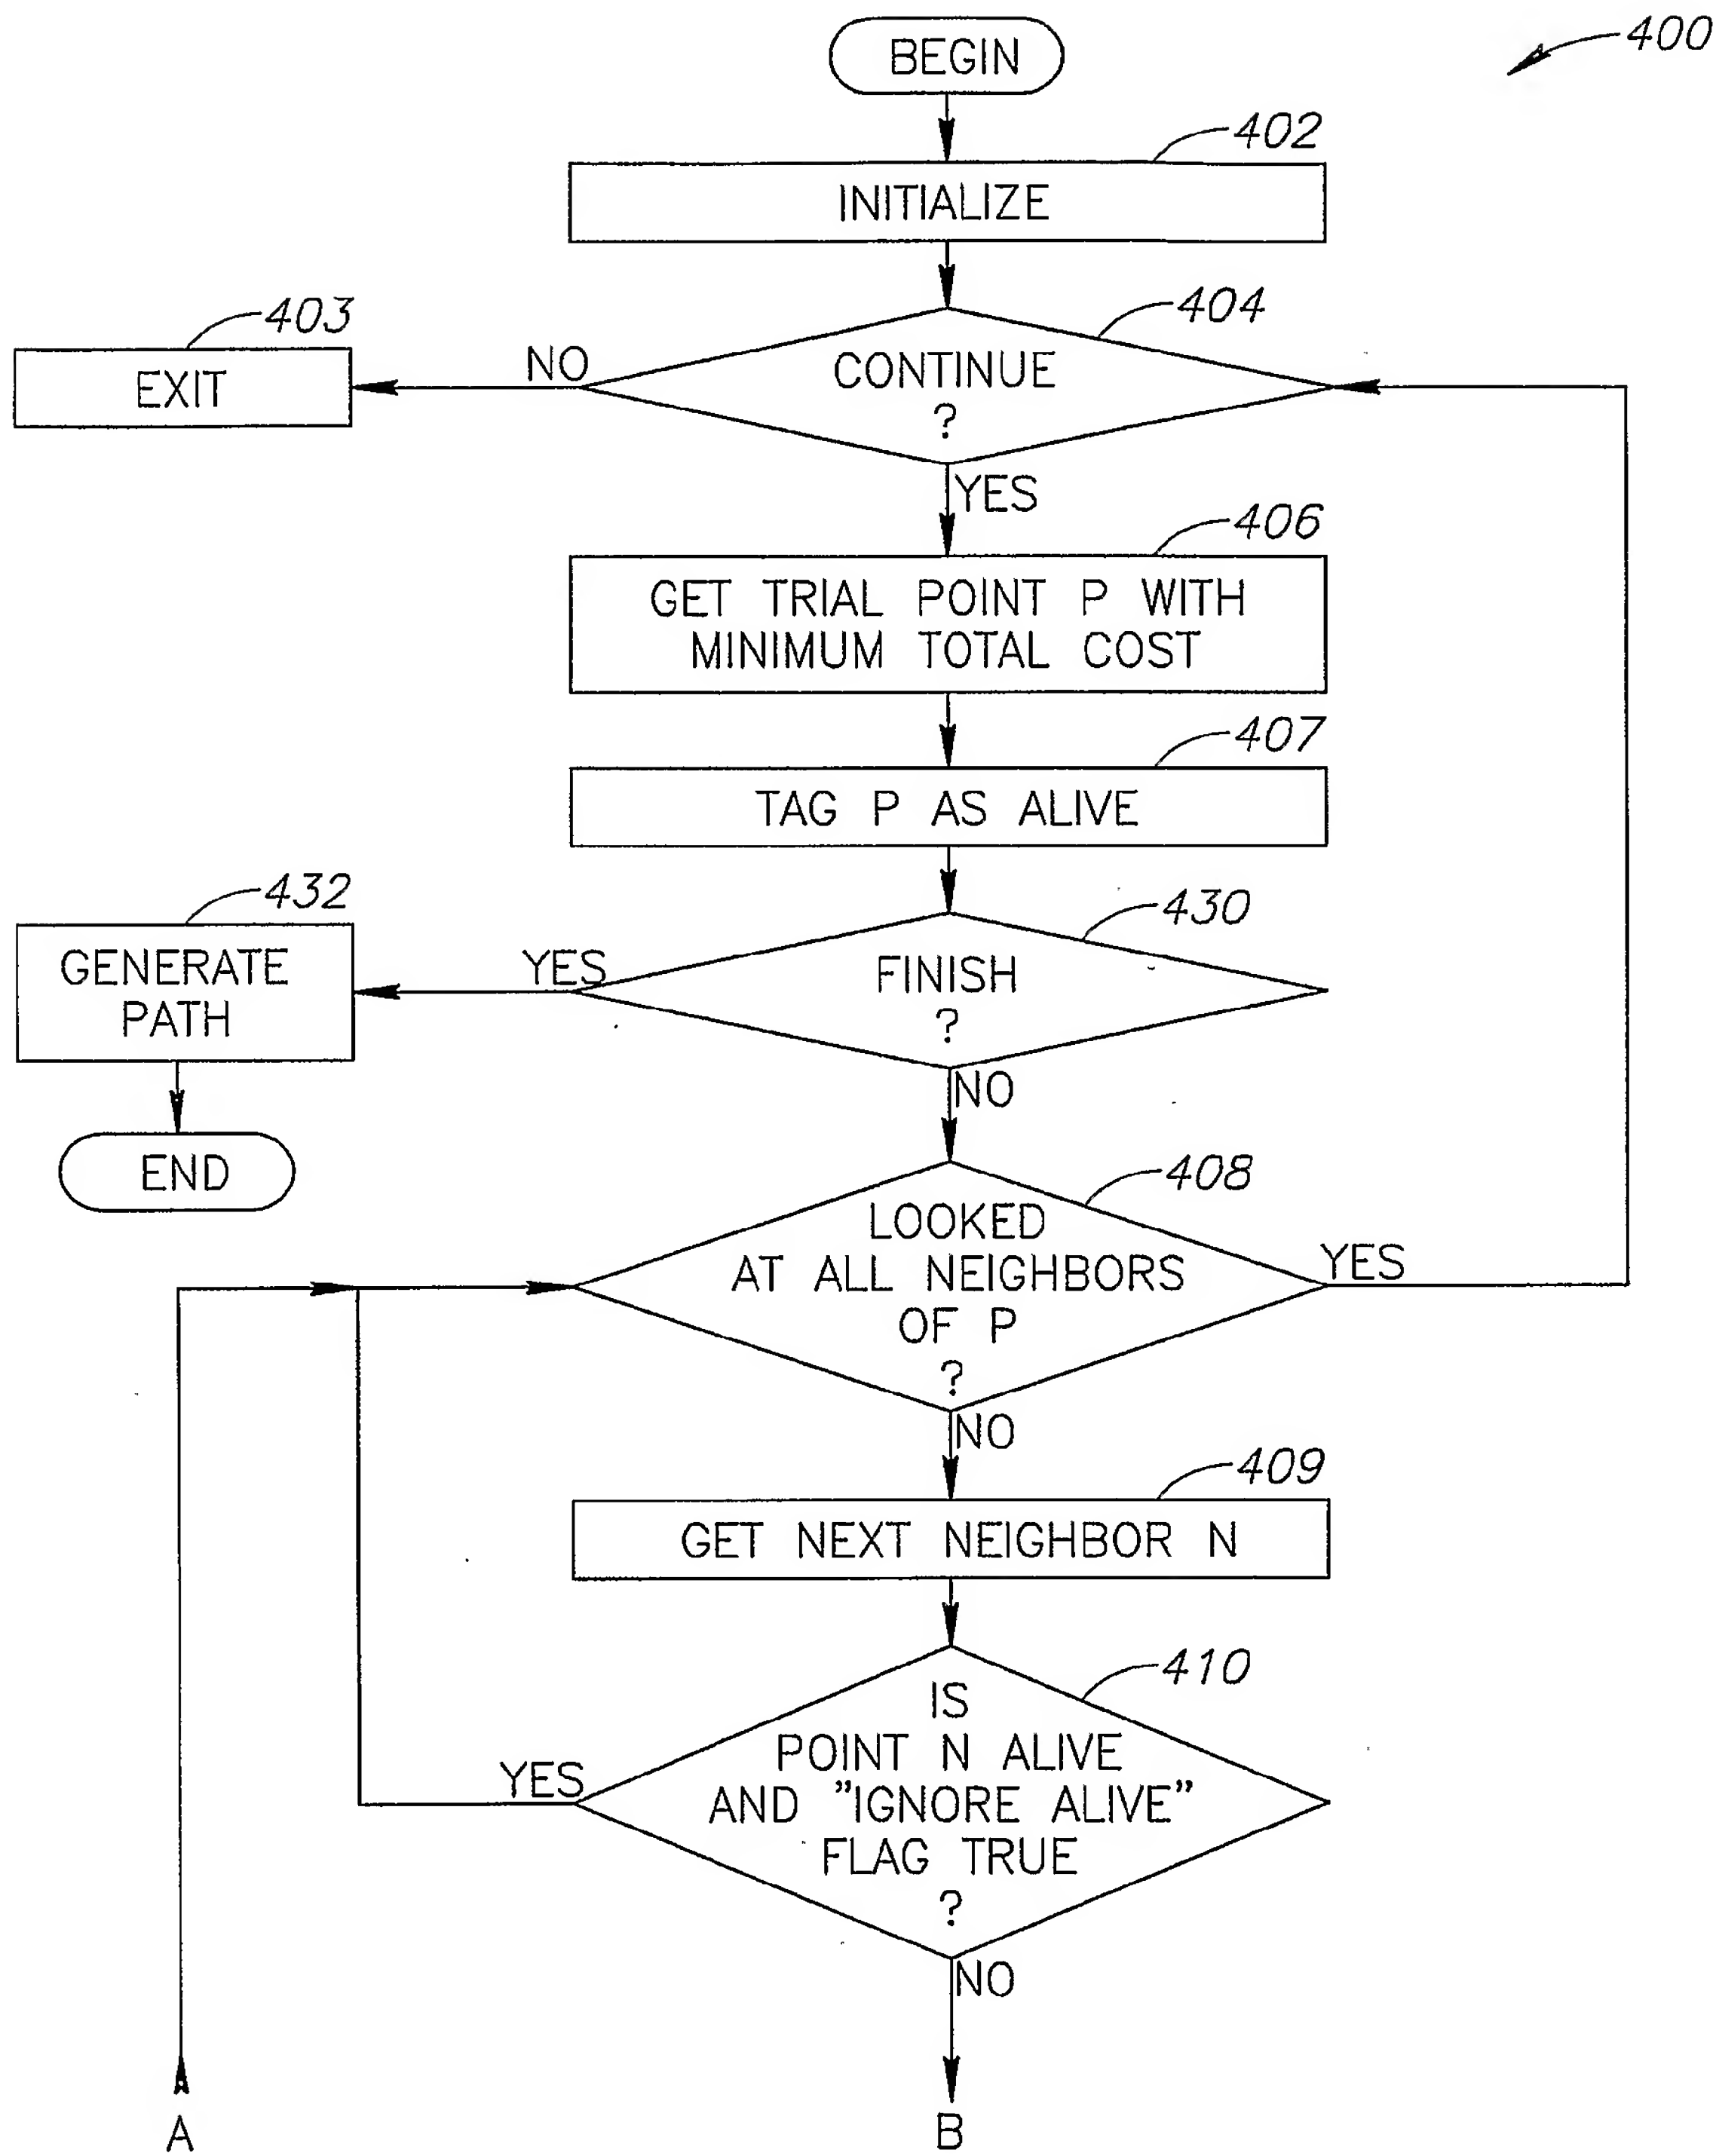 400
BEGIN
402
INITIALIZE
403
EXIT
NO
404
CONTINUE
?
YES
406
GET TRIAL POINT P WITH
MINIMUM TOTAL COST
407
TAG P AS ALIVE
432
GENERATE
PATH
END
YES
430
FINISH
?
NO
408
LOOKED
AT ALL NEIGHBORS
OF P
?
YES
NO
409
GET NEXT NEIGHBOR N
410
IS
POINT N ALIVE
AND "IGNORE ALIVE"
FLAG TRUE
?
YES
NO
A
B